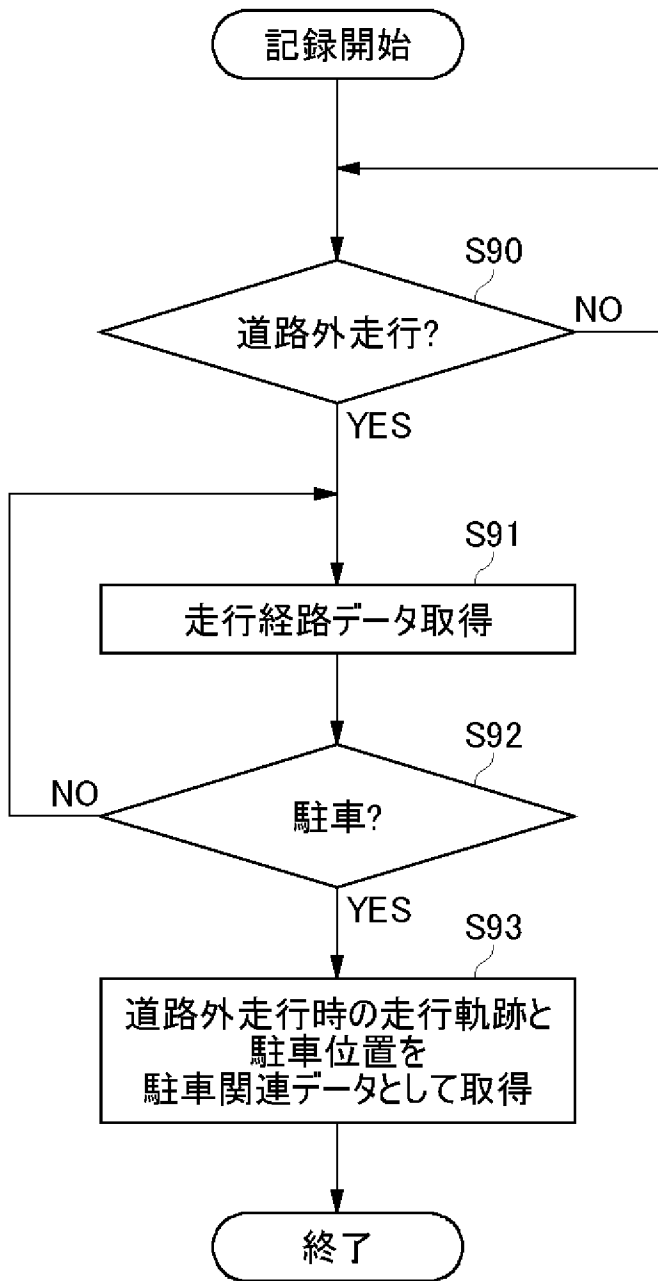 記録開始
S90
道路外走行?
NO
YES
S91
走行経路データ取得
S92
NO
駐車?
YES
S93
道路外走行時の走行軌跡と
駐車位置を
駐車関連データとして取得
終了